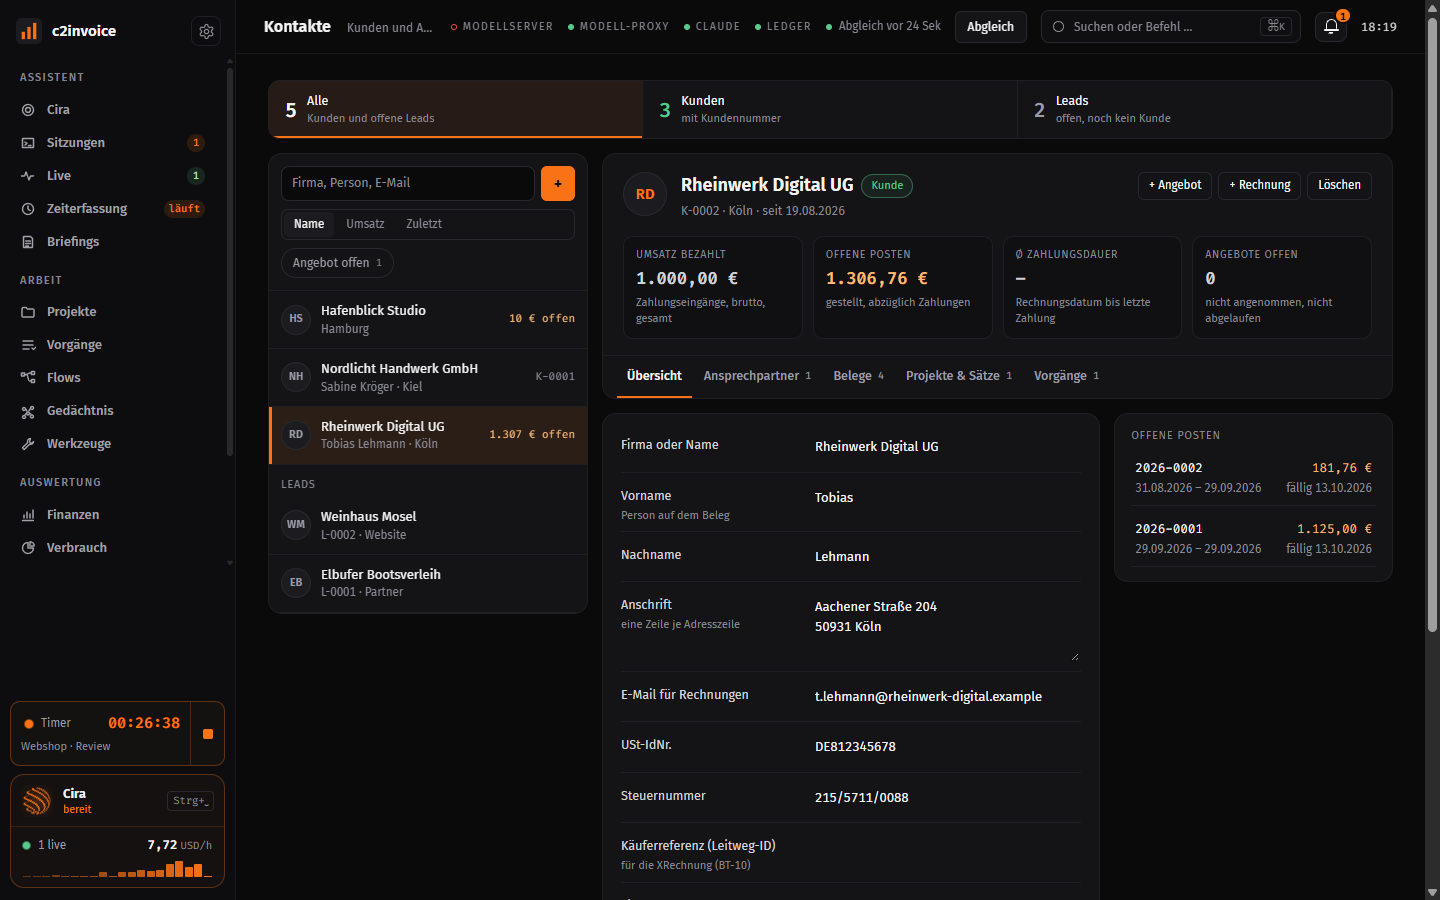 c2invoice
ASSISTENT
Cira
Sitzungen 1
Live 1
Zeiterfassung läuft
Briefings
ARBEIT
Projekte
Vorgänge
Flows
Gedächtnis
Werkzeuge
AUSWERTUNG
Finanzen
Verbrauch
Timer 00:26:38
Webshop · Review
Cira
bereit
1 live 7,72 USD/h
Kontakte Kunden und A... MODELLSERVER MODELL-PROXY CLAUDE LEDGER Abgleich vor 24 Sek Abgleich Suchen oder Befehl ... ⌘K 1 18:19
5 Alle
Kunden und offene Leads
3 Kunden
mit Kundennummer
2 Leads
offen, noch kein Kunde
Firma, Person, E-Mail +
Name Umsatz Zuletzt
Angebot offen 1
HS Hafenblick Studio
Hamburg
10 € offen
NH Nordlicht Handwerk GmbH
Sabine Kröger · Kiel
K-0001
RD Rheinwerk Digital UG
Tobias Lehmann · Köln
1.307 € offen
LEADS
WM Weinhaus Mosel
L-0002 · Website
EB Elbufer Bootsverleih
L-0001 · Partner
RD Rheinwerk Digital UG Kunde
K-0002 · Köln · seit 19.08.2026
+ Angebot + Rechnung Löschen
UMSATZ BEZAHLT
1.000,00 €
Zahlungseingänge, brutto,
gesamt
OFFENE POSTEN
1.306,76 €
gestellt, abzüglich Zahlungen
Ø ZAHLUNGSDAUER
–
Rechnungsdatum bis letzte
Zahlung
ANGEBOTE OFFEN
0
nicht angenommen, nicht
abgelaufen
Übersicht Ansprechpartner 1 Belege 4 Projekte & Sätze 1 Vorgänge 1
Firma oder Name Rheinwerk Digital UG
Vorname Tobias
Person auf dem Beleg
Nachname Lehmann
Anschrift Aachener Straße 204
eine Zeile je Adresszeile 50931 Köln
E-Mail für Rechnungen t.lehmann@rheinwerk-digital.example
USt-IdNr. DE812345678
Steuernummer 215/5711/0088
Käuferreferenz (Leitweg-ID)
für die XRechnung (BT-10)
OFFENE POSTEN
2026-0002 181,76 €
31.08.2026 – 29.09.2026 fällig 13.10.2026
2026-0001 1.125,00 €
29.09.2026 – 29.09.2026 fällig 13.10.2026